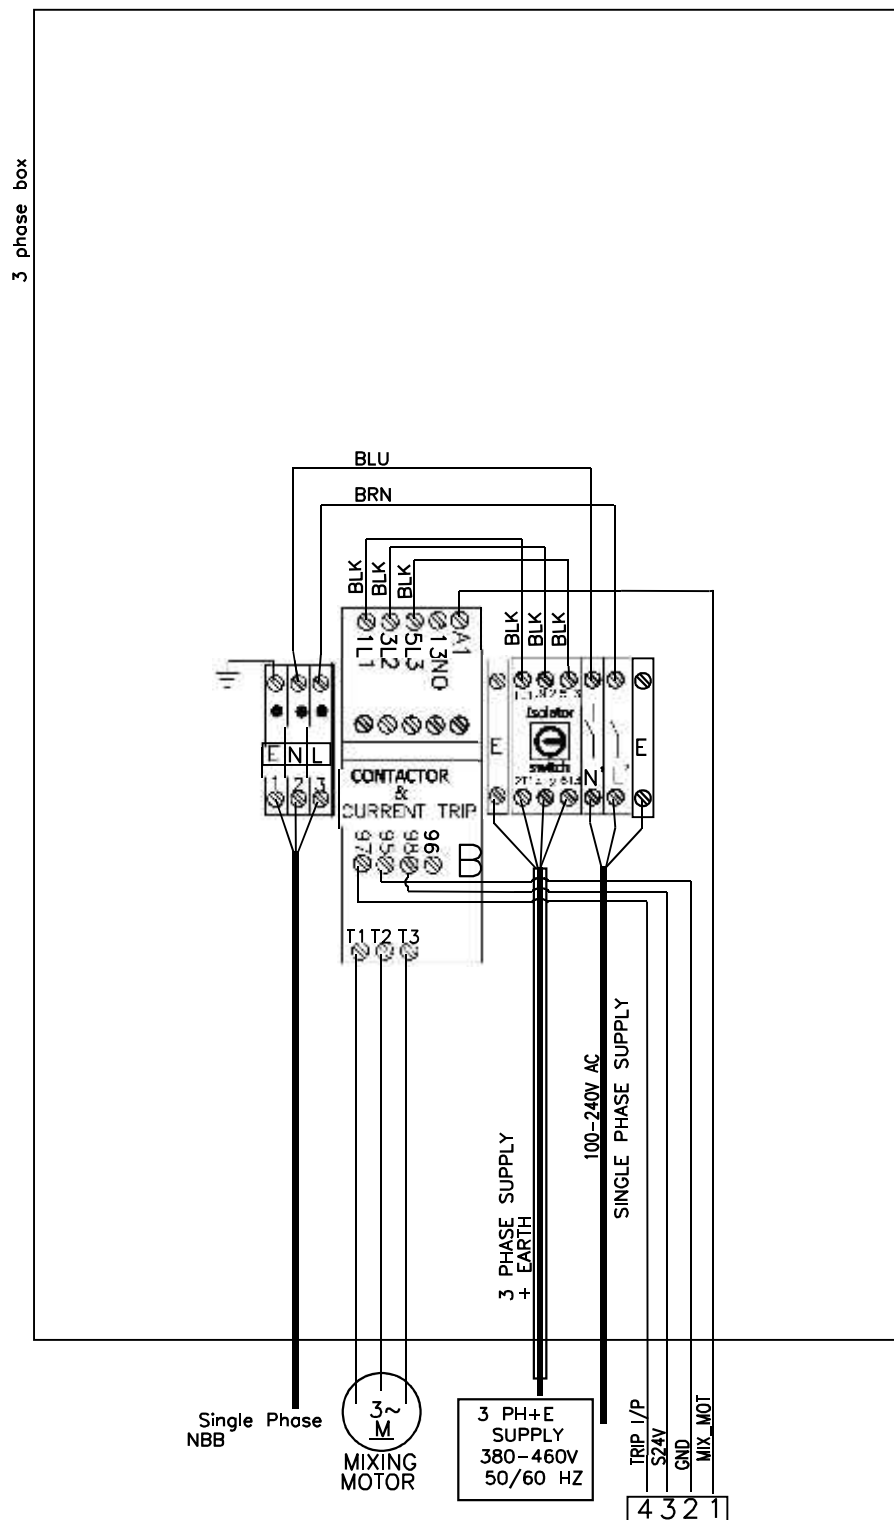 3 phase box
BLU
BRN
BLK
BLK
BLK
BLK
BLK
BLK
1L1
3L2
5L3
13NO
A1
Isolator
switch
E
N
L
1
2
3
E
N'
L'
E
CONTACTOR
&
CURRENT TRIP
97
95
98
96
B
T1
T2
T3
3 PHASE SUPPLY
+ EARTH
100-240V AC
SINGLE PHASE SUPPLY
Single Phase
NBB
3~
M
MIXING
MOTOR
3 PH+E
SUPPLY
380-460V
50/60 HZ
TRIP I/P
S24V
GND
MIX_MOT
4 3 2 1